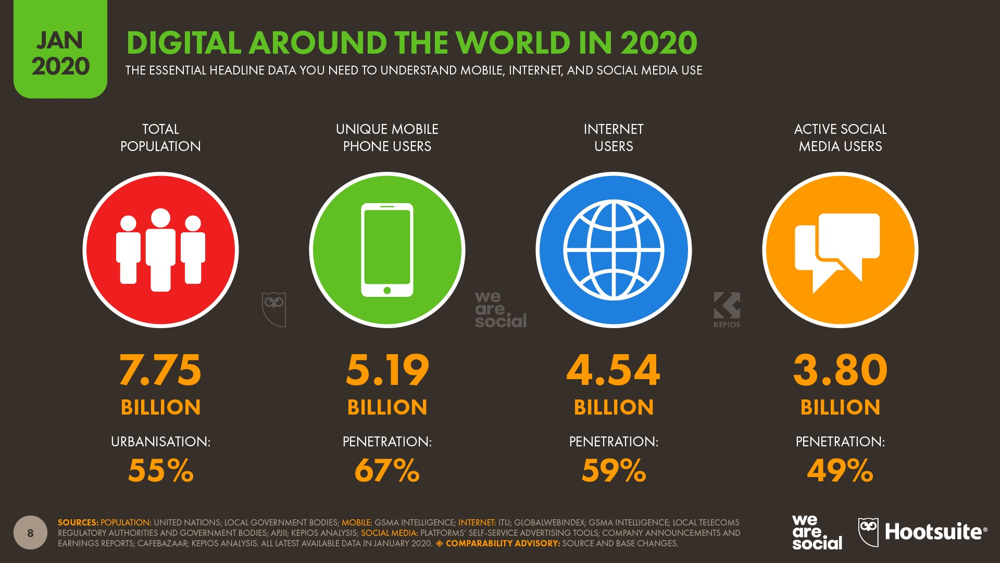 JAN
2020
DIGITAL AROUND THE WORLD IN 2020
THE ESSENTIAL HEADLINE DATA YOU NEED TO UNDERSTAND MOBILE, INTERNET, AND SOCIAL MEDIA USE
TOTAL
POPULATION
UNIQUE MOBILE
PHONE USERS
INTERNET
USERS
ACTIVE SOCIAL
MEDIA USERS
we
are
social
KEPIOS
7.75
BILLION
URBANISATION:
55%
5.19
BILLION
PENETRATION:
67%
4.54
BILLION
PENETRATION:
59%
3.80
BILLION
PENETRATION:
49%
8
SOURCES: POPULATION: UNITED NATIONS; LOCAL GOVERNMENT BODIES; MOBILE: GSMA INTELLIGENCE; INTERNET: ITU; GLOBALWEBINDEX; GSMA INTELLIGENCE; LOCAL TELECOMS
REGULATORY AUTHORITIES AND GOVERNMENT BODIES; APJII; KEPIOS ANALYSIS; SOCIAL MEDIA: PLATFORMS' SELF-SERVICE ADVERTISING TOOLS; COMPANY ANNOUNCEMENTS AND
EARNINGS REPORTS; CAFEBAZAAR; KEPIOS ANALYSIS. ALL LATEST AVAILABLE DATA IN JANUARY 2020. ◈ COMPARABILITY ADVISORY: SOURCE AND BASE CHANGES.
we
are
social
Hootsuite®